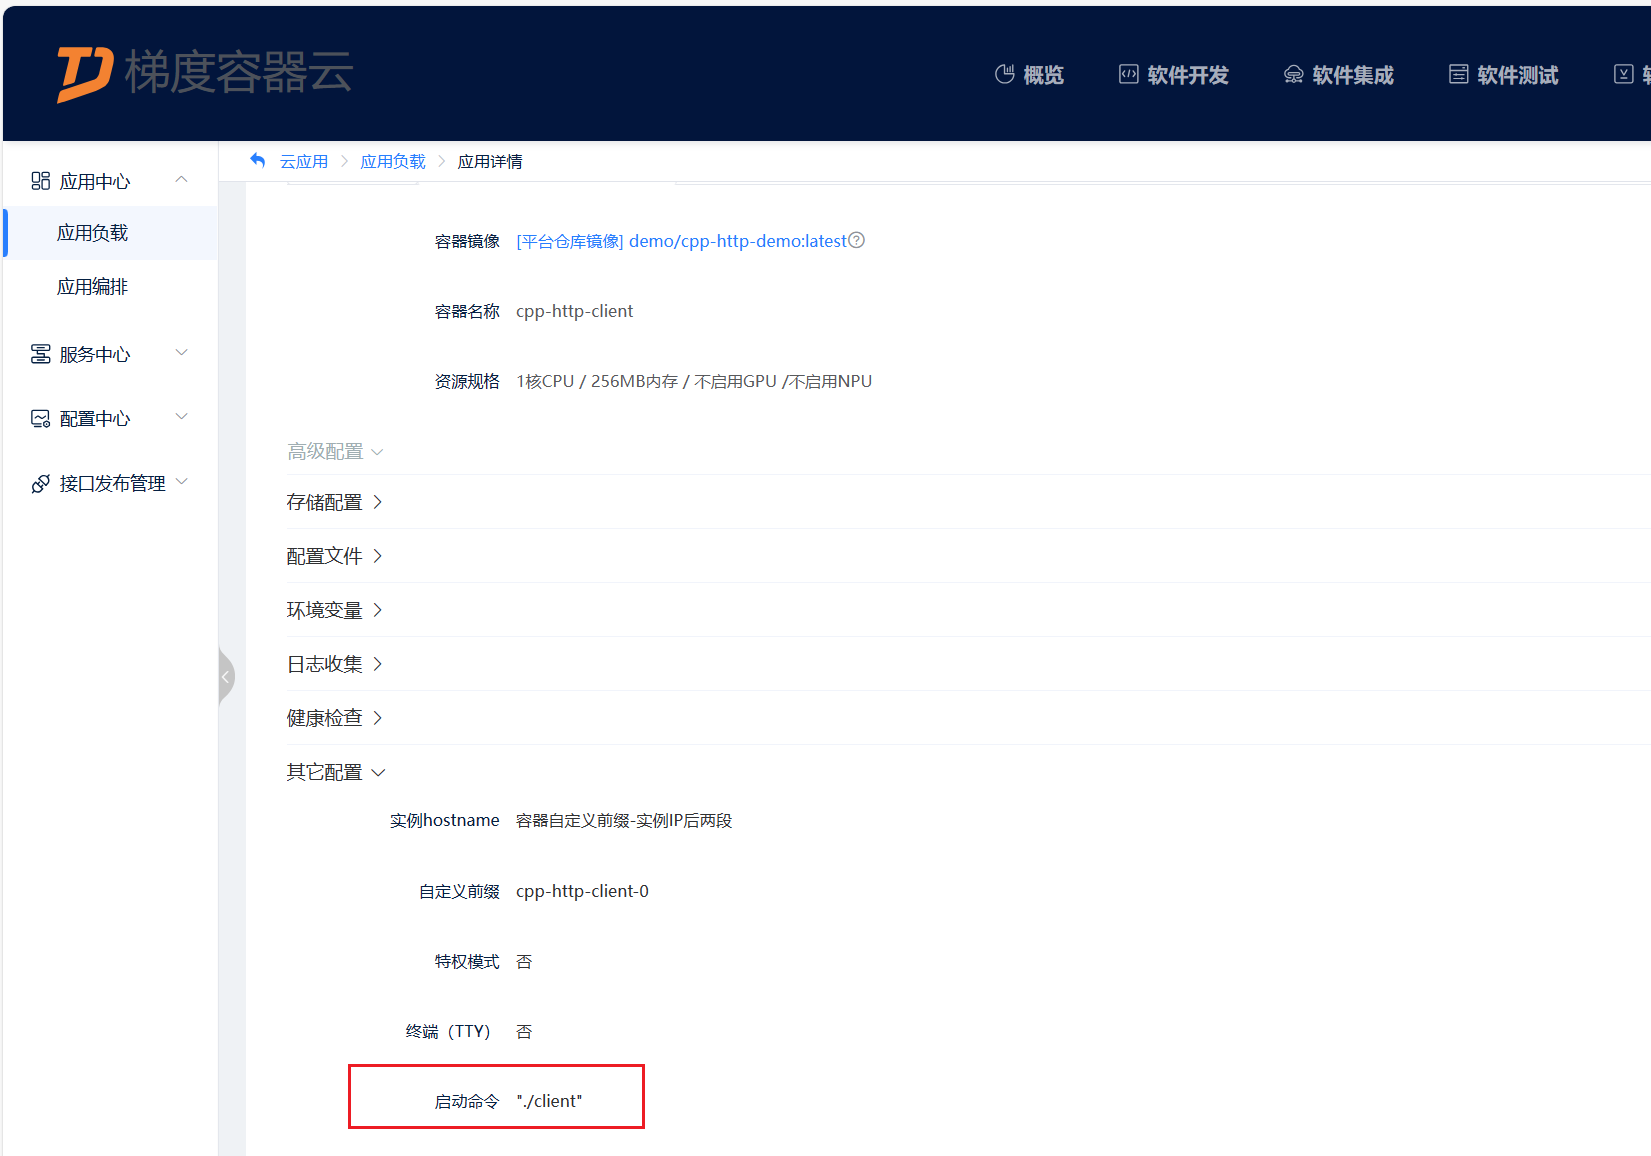 梯度容器云
概览
软件开发
软件集成
软件测试
云应用 > 应用负载 > 应用详情
应用中心
应用负载
应用编排
服务中心
配置中心
接口发布管理
容器镜像 [平台仓库镜像] demo/cpp-http-demo:latest
容器名称 cpp-http-client
资源规格 1核CPU / 256MB内存 / 不启用GPU /不启用NPU
高级配置
存储配置
配置文件
环境变量
日志收集
健康检查
其它配置
实例hostname 容器自定义前缀-实例IP后两段
自定义前缀 cpp-http-client-0
特权模式 否
终端（TTY） 否
启动命令 "./client"